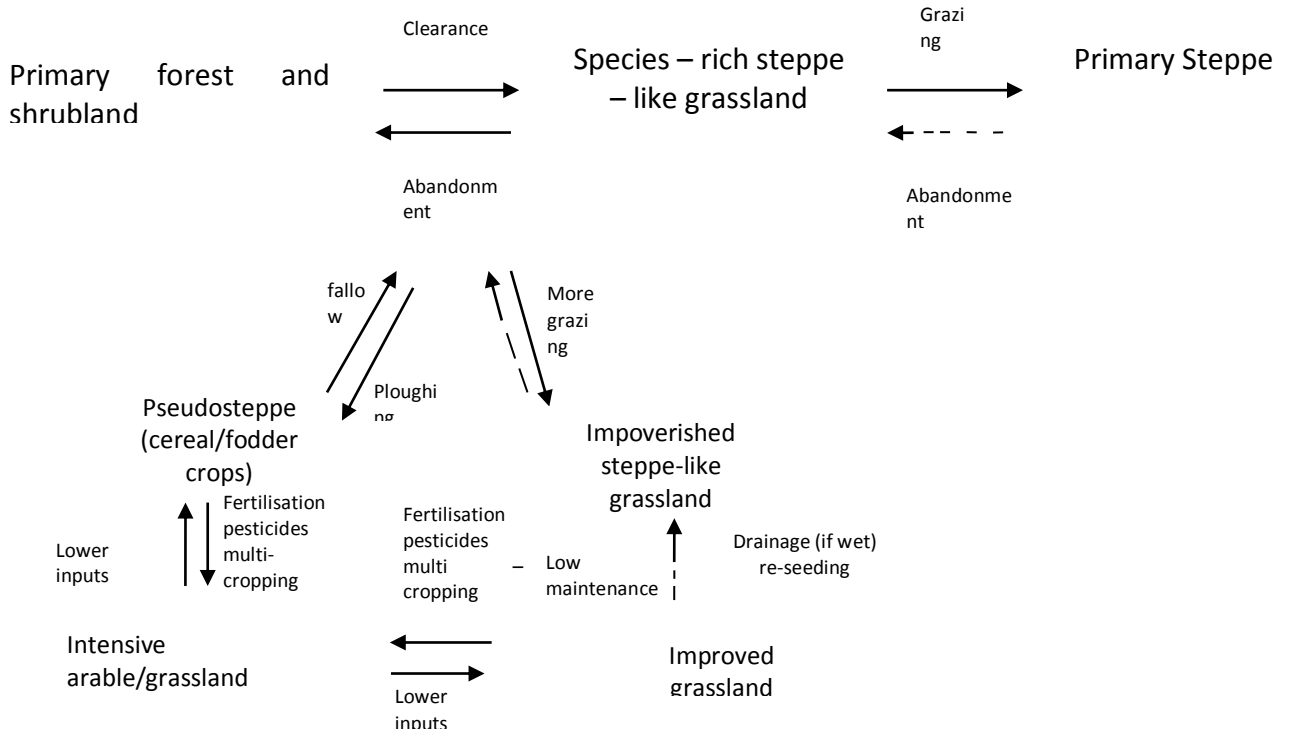 Clearance
Grazi
ng
Primary forest and
shrubland
Species – rich steppe
– like grassland
Primary Steppe
Abandonm
ent
Abandonme
nt
fallo
w
More
grazi
ng
Ploughi
ng
Pseudosteppe
(cereal/fodder
crops)
Impoverished
steppe-like
grassland
Lower
inputs
Fertilisation
pesticides
multi-
cropping
Fertilisation
pesticides
multi –
cropping
Low
maintenance
Drainage (if wet)
re-seeding
Intensive
arable/grassland
Improved
grassland
Lower
inputs